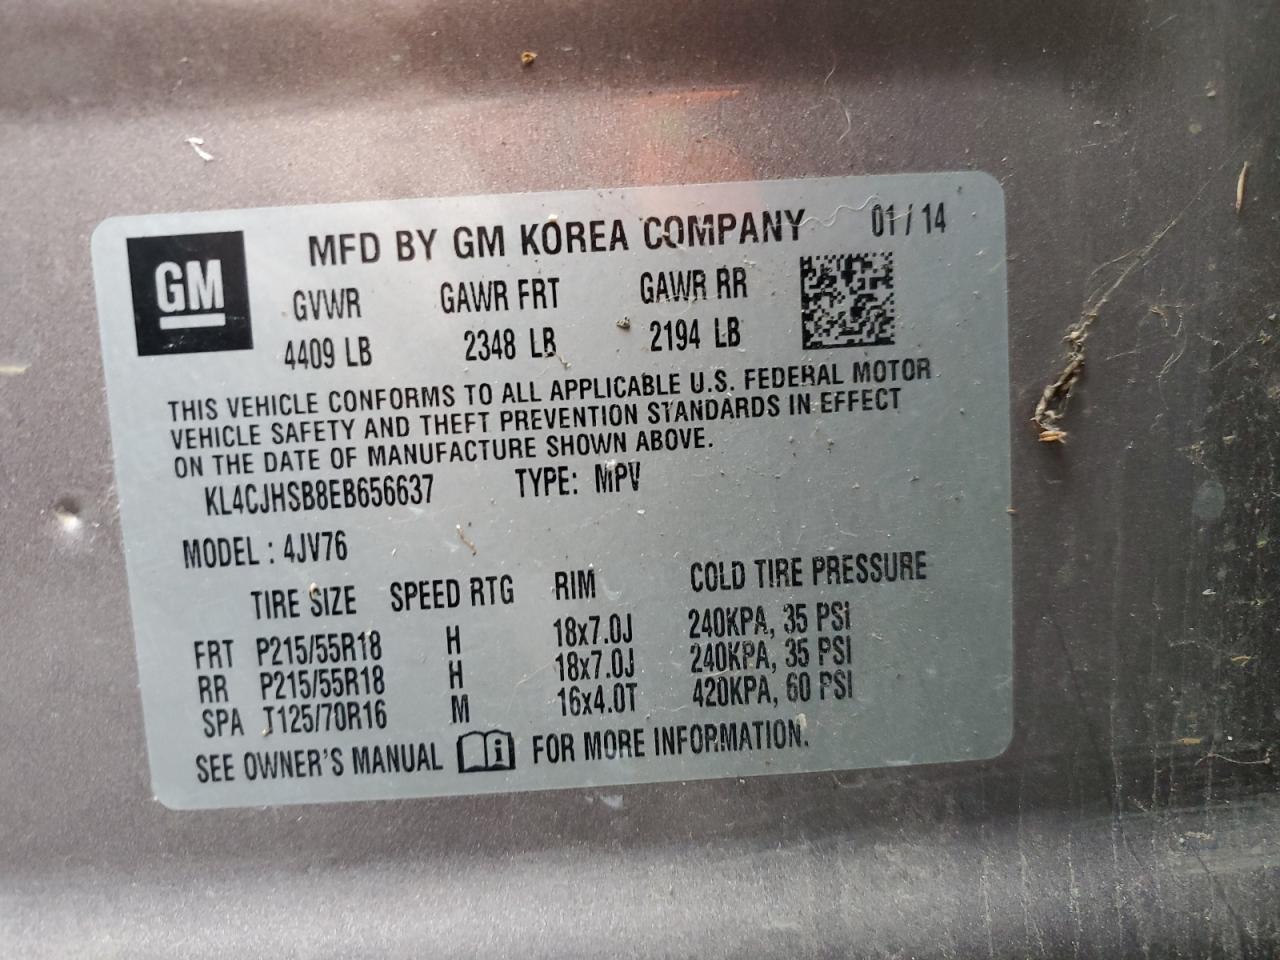 GM
MFD BY GM KOREA COMPANY 01 / 14
GVWR GAWR FRT GAWR RR
4409 LB 2348 LB 2194 LB
THIS VEHICLE CONFORMS TO ALL APPLICABLE U.S. FEDERAL MOTOR
VEHICLE SAFETY AND THEFT PREVENTION STANDARDS IN EFFECT
ON THE DATE OF MANUFACTURE SHOWN ABOVE.
KL4CJHSB8EB656637 TYPE: MPV
MODEL : 4JV76
TIRE SIZE SPEED RTG RIM COLD TIRE PRESSURE
FRT P215/55R18 H 18x7.0J 240KPA, 35 PSI
RR P215/55R18 H 18x7.0J 240KPA, 35 PSI
SPA T125/70R16 M 16x4.0T 420KPA, 60 PSI
SEE OWNER'S MANUAL i FOR MORE INFORMATION.